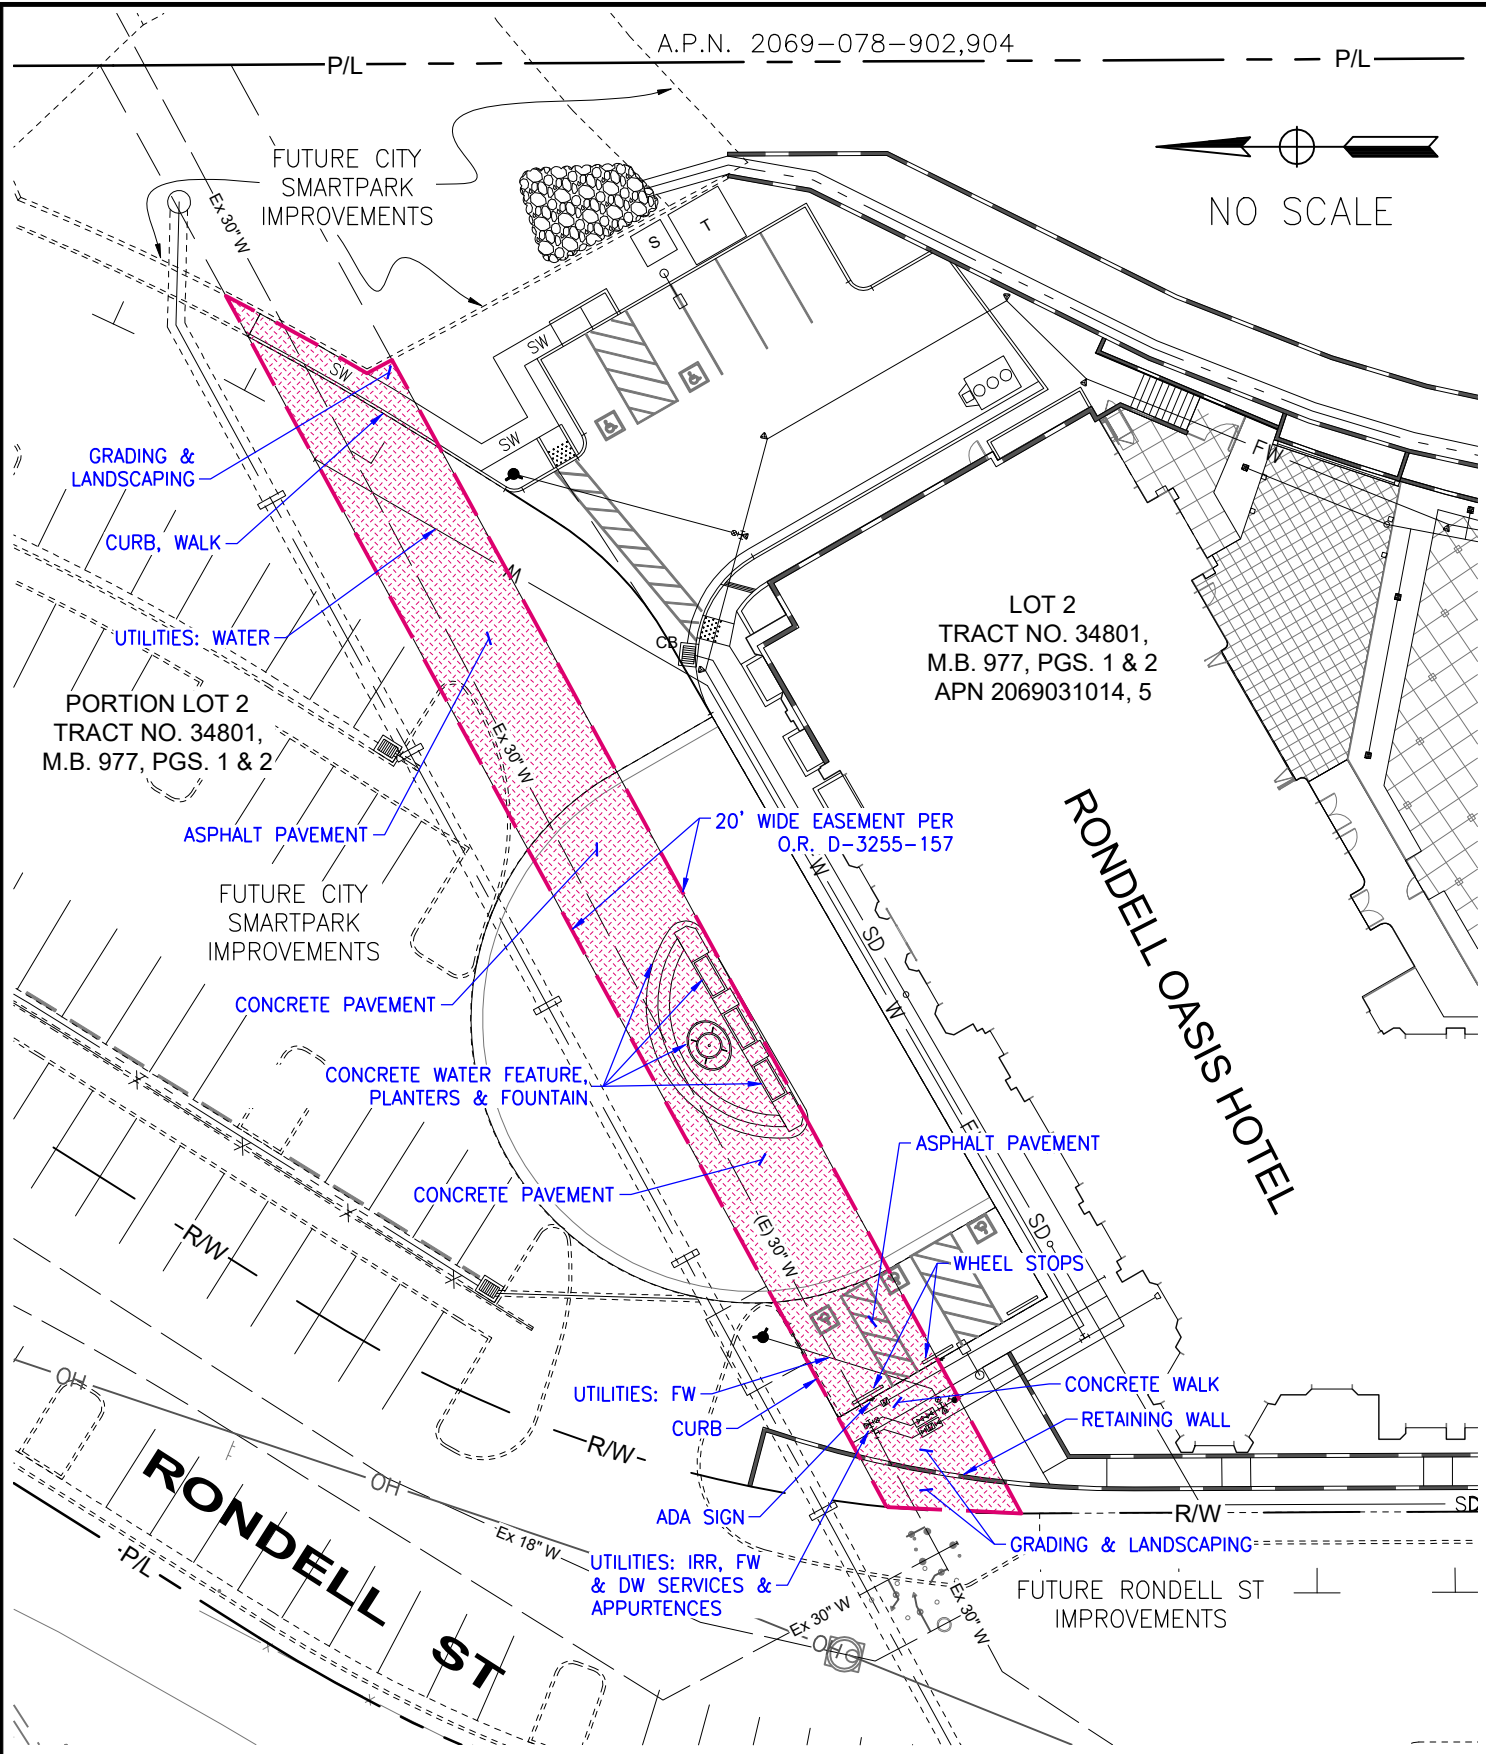 A.P.N. 2069-078-902,904
P/L
P/L
FUTURE CITY
SMARTPARK
IMPROVEMENTS
NO SCALE
Ex 30" W
S
T
SW
SW
SW
GRADING &
LANDSCAPING
CURB, WALK
UTILITIES: WATER
W
FW
CB
LOT 2
TRACT NO. 34801,
M.B. 977, PGS. 1 & 2
APN 2069031014, 5
PORTION LOT 2
TRACT NO. 34801,
M.B. 977, PGS. 1 & 2
Ex 30" W
ASPHALT PAVEMENT
20' WIDE EASEMENT PER
O.R. D-3255-157
W
SD
W
RONDELL OASIS HOTEL
FUTURE CITY
SMARTPARK
IMPROVEMENTS
CONCRETE PAVEMENT
CONCRETE WATER FEATURE,
PLANTERS & FOUNTAIN
ASPHALT PAVEMENT
CONCRETE PAVEMENT
(E) 30" W
SD
WHEEL STOPS
R/W
UTILITIES: FW
CURB
CONCRETE WALK
RETAINING WALL
OH
OH
R/W
RONDELL ST
P/L
Ex 18" W
ADA SIGN
R/W
SD
GRADING & LANDSCAPING
UTILITIES: IRR, FW
& DW SERVICES &
APPURTENCES
FUTURE RONDELL ST
IMPROVEMENTS
Ex 30" W
Ex 30" W
OH